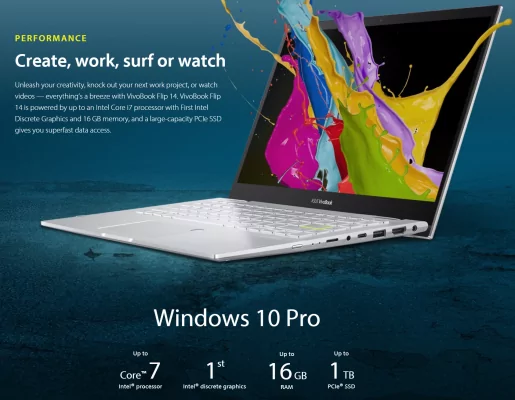 PERFORMANCE
Create, work, surf or watch
Unleash your creativity, knock out your next work project, or watch
videos — everything's a breeze with VivoBook Flip 14. VivoBook Flip
14 is powered by up to an Intel Core i7 processor with First Intel
Discrete Graphics and 16 GB memory, and a large-capacity PCIe SSD
gives you superfast data access.
ASUS VivoBook
Windows 10 Pro
Up to Up to Up to
Core™ 7 1st 16 GB 1 TB
Intel® processor Intel® discrete graphics RAM PCIe® SSD